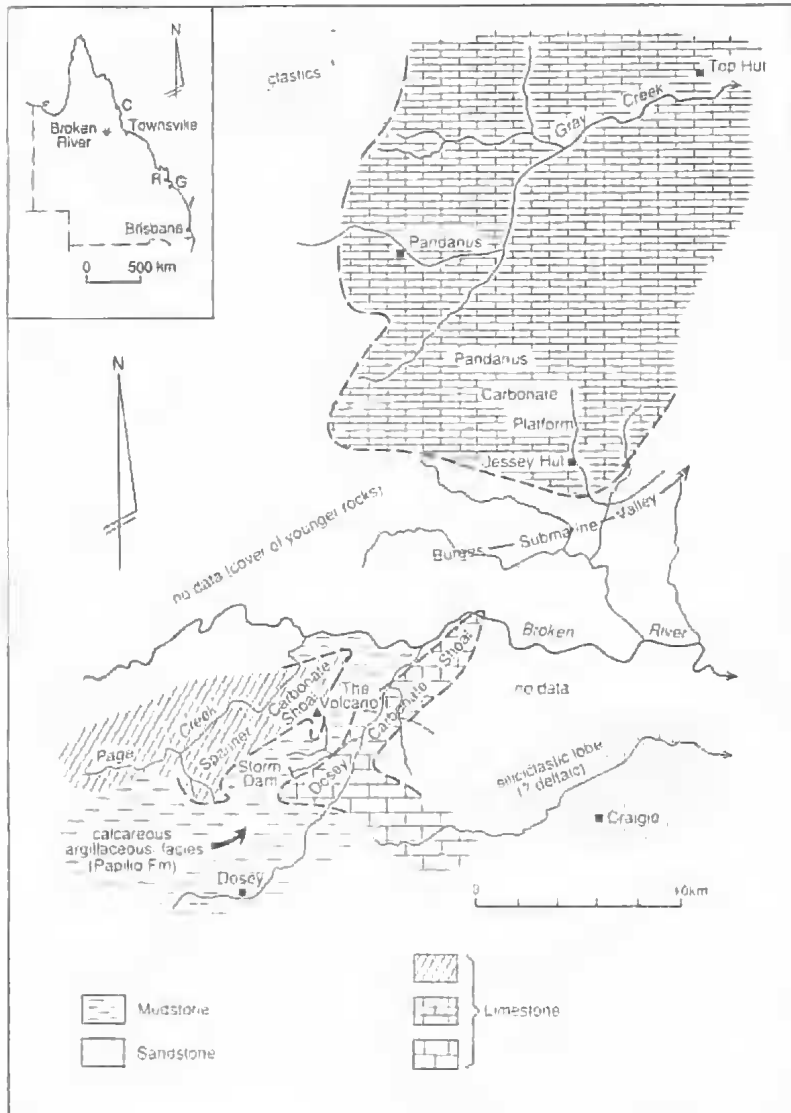 N
C
Broken
River
Townsville
R
G
Brisbane
0 500 km
clastics
Top Hut
Gray Creek
Pandanus
N
Pandanus
Carbonate
Platform
Jessey Hut
no data (cover of younger rocks)
Burges Submarine Valley
Broken River
Carbonate
Shoal
The
Volcano
Carbonate Shoal
no data
Page Creek
Spanner
Storm
Dam
Dosey
siliciclastic lobe
(? deltaic)
Craigie
calcareous
argillaceous facies
(Papilio Fm)
Dosey
0 10km
Mudstone
Limestone
Sandstone